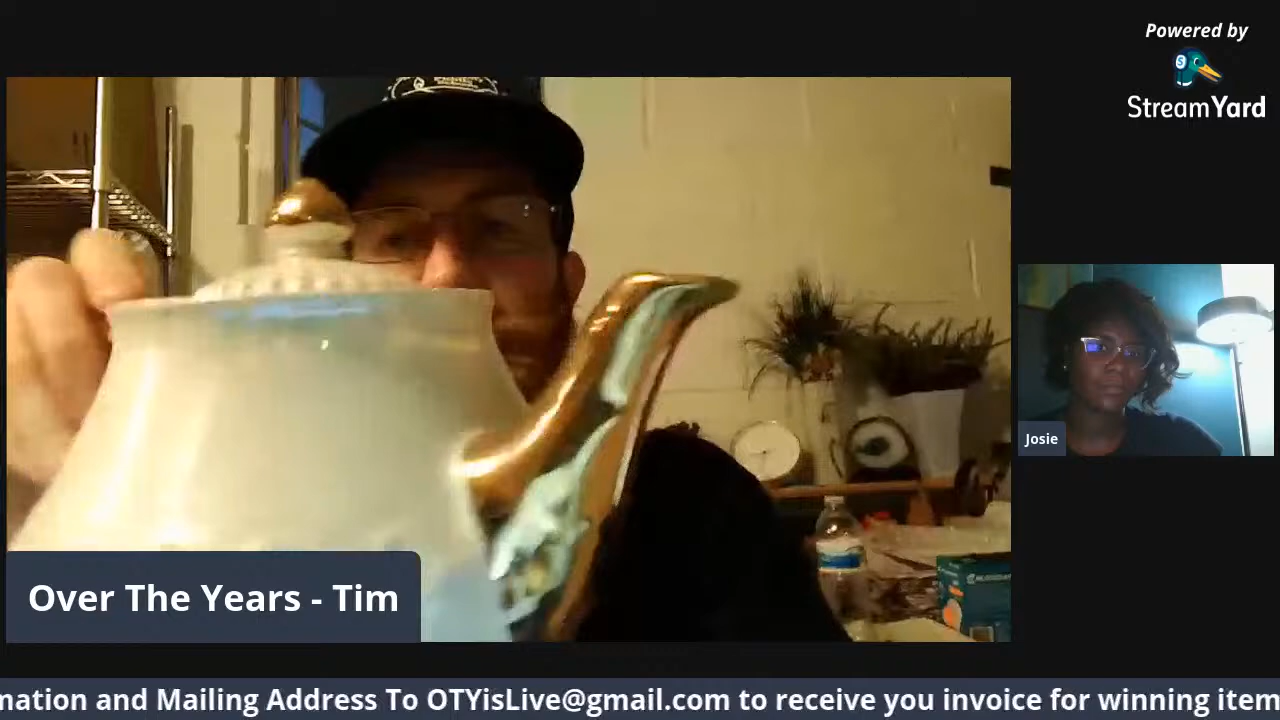 Powered by
StreamYard
Josie
Over The Years - Tim
mation and Mailing Address To OTYisLive@gmail.com to receive you invoice for winning item